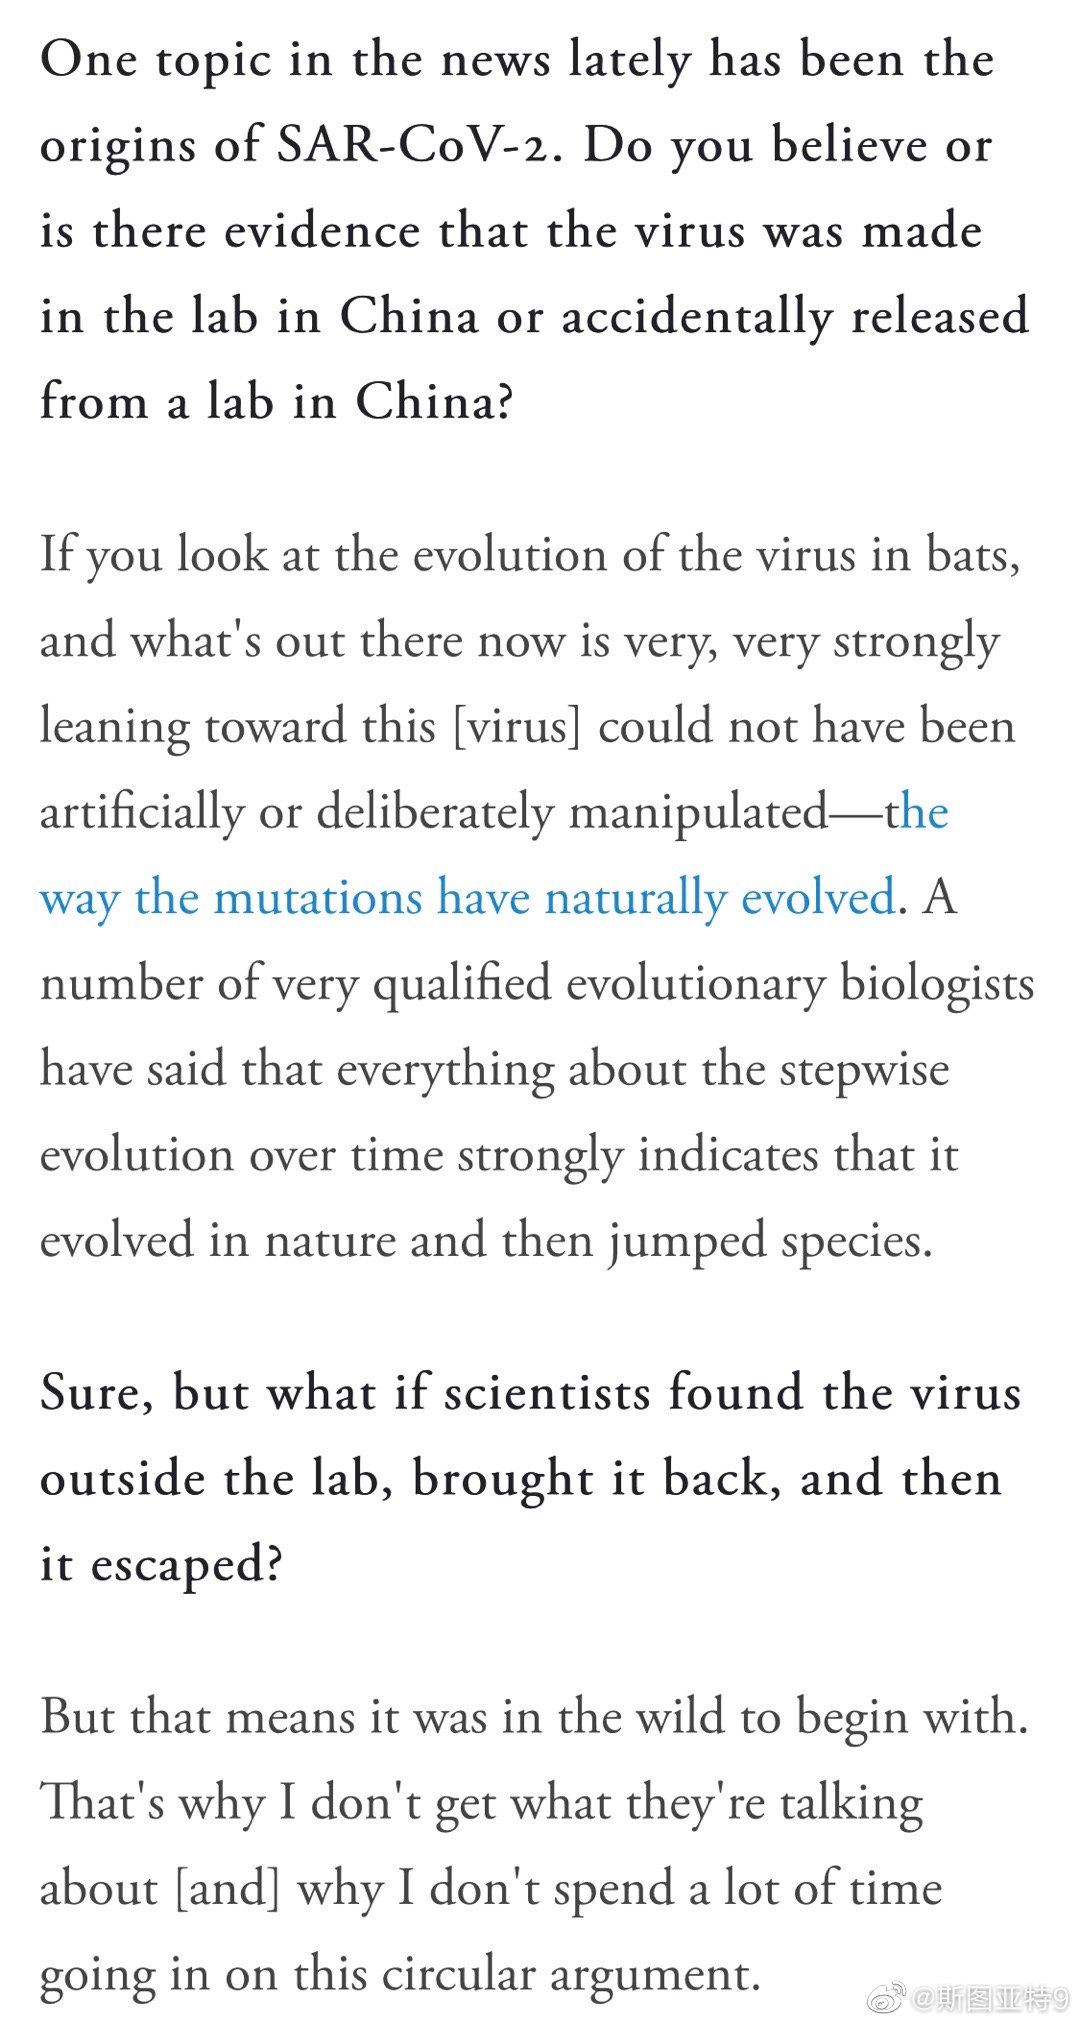 One topic in the news lately has been the
origins of SAR-CoV-2. Do you believe or
is there evidence that the virus was made
in the lab in China or accidentally released
from a lab in China?
If you look at the evolution of the virus in bats,
and what's out there now is very, very strongly
leaning toward this [virus] could not have been
artificially or deliberately manipulated—the
way the mutations have naturally evolved. A
number of very qualified evolutionary biologists
have said that everything about the stepwise
evolution over time strongly indicates that it
evolved in nature and then jumped species.
Sure, but what if scientists found the virus
outside the lab, brought it back, and then
it escaped?
But that means it was in the wild to begin with.
That's why I don't get what they're talking
about [and] why I don't spend a lot of time
going in on this circular argument.
@斯图亚特9